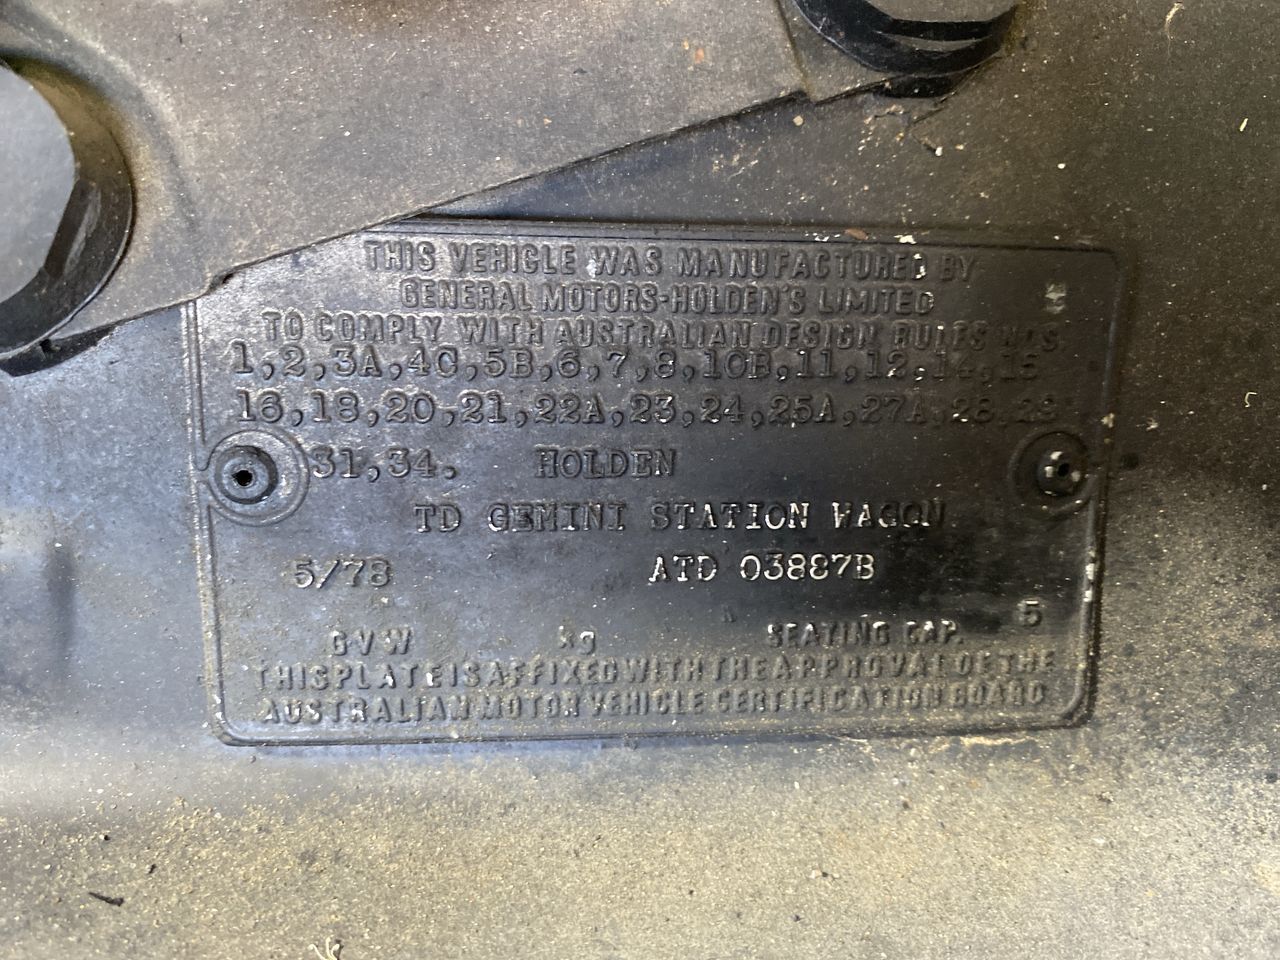 THIS VEHICLE WAS MANUFACTURED BY
GENERAL MOTORS-HOLDEN'S LIMITED
TO COMPLY WITH AUSTRALIAN DESIGN RULES NOS.
1,2,3A,4C,5B,6,7,8,10B,11,12,14,15
16,18,20,21,22A,23,24,25A,27A,28,29
31,34. HOLDEN
TD GEMINI STATION WAGON
5/78 ATD 03887B
GVW kg SEATING CAP. 5
THIS PLATE IS AFFIXED WITH THE APPROVAL OF THE
AUSTRALIAN MOTOR VEHICLE CERTIFICATION BOARD